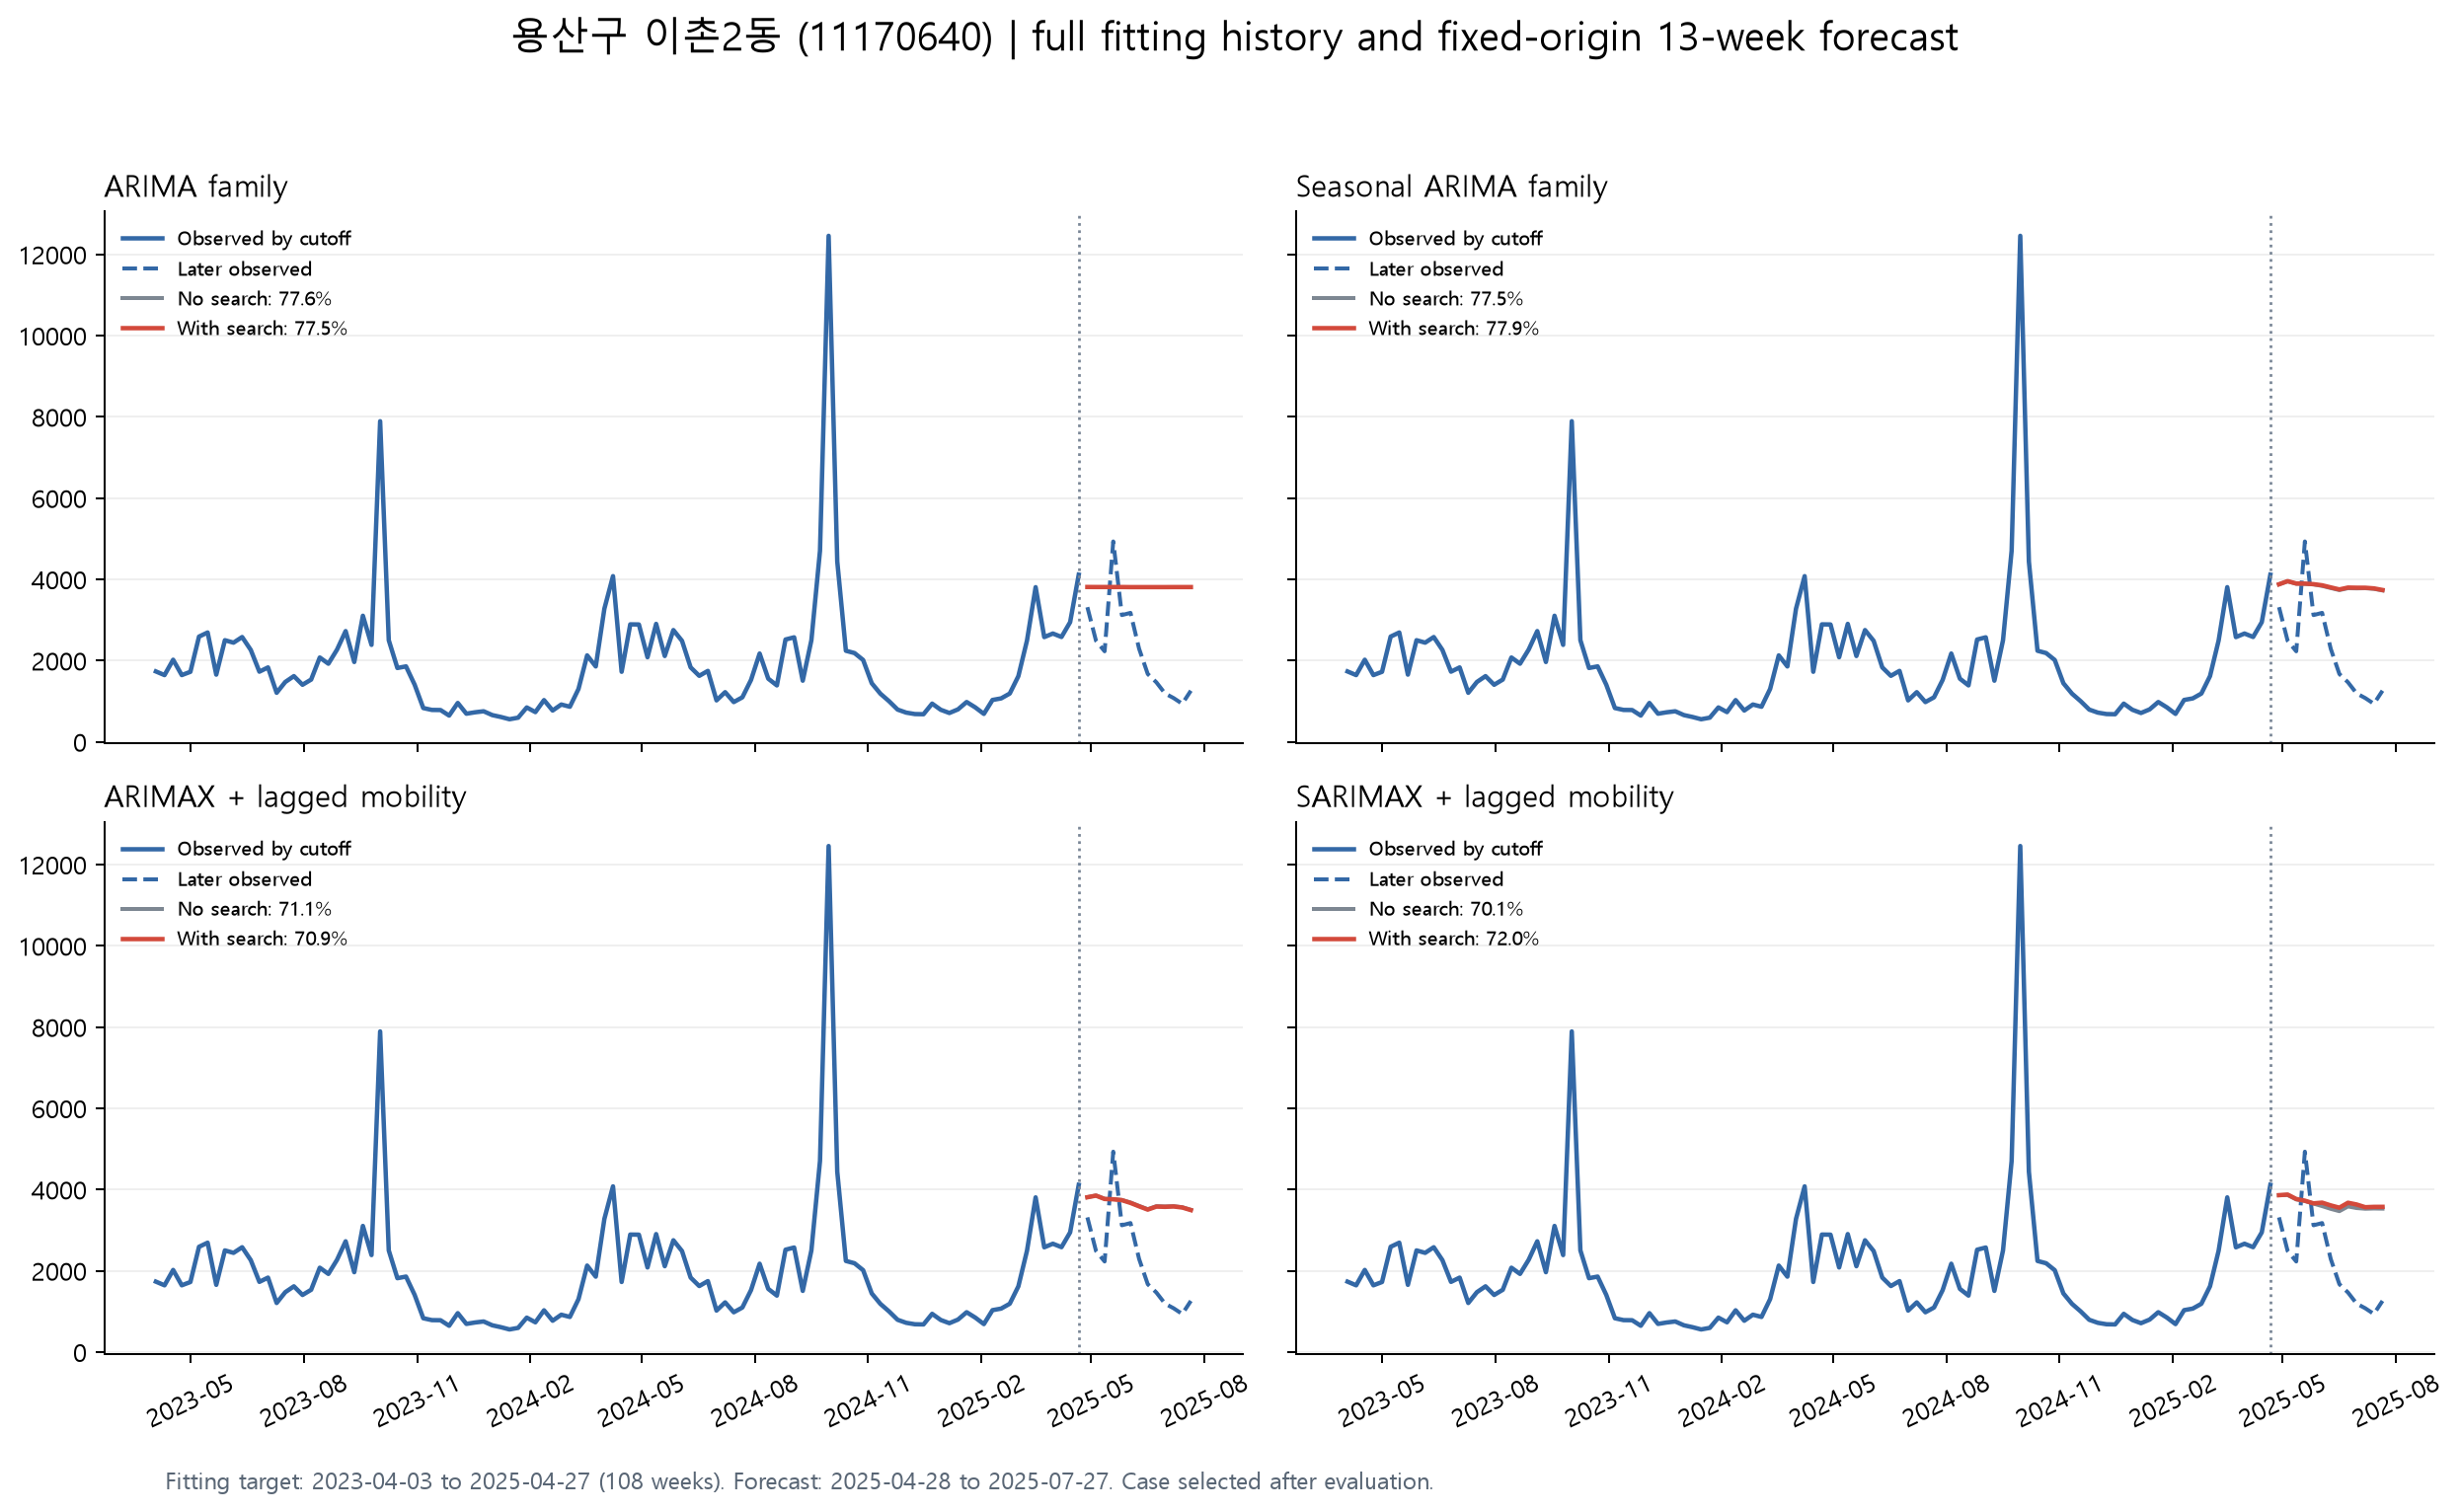 용산구 이촌2동 (11170640) | full fitting history and fixed-origin 13-week forecast
ARIMA family
Observed by cutoff
Later observed
No search: 77.6%
With search: 77.5%
12000
10000
8000
6000
4000
2000
0
Seasonal ARIMA family
Observed by cutoff
Later observed
No search: 77.5%
With search: 77.9%
ARIMAX + lagged mobility
Observed by cutoff
Later observed
No search: 71.1%
With search: 70.9%
12000
10000
8000
6000
4000
2000
0
2023-05 2023-08 2023-11 2024-02 2024-05 2024-08 2024-11 2025-02 2025-05 2025-08
SARIMAX + lagged mobility
Observed by cutoff
Later observed
No search: 70.1%
With search: 72.0%
2023-05 2023-08 2023-11 2024-02 2024-05 2024-08 2024-11 2025-02 2025-05 2025-08
Fitting target: 2023-04-03 to 2025-04-27 (108 weeks). Forecast: 2025-04-28 to 2025-07-27. Case selected after evaluation.